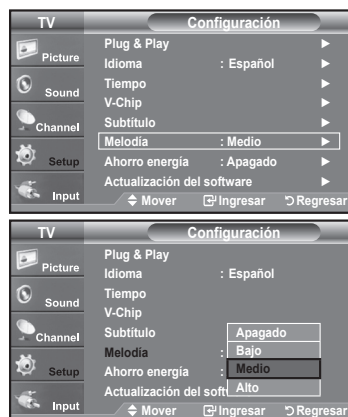 TV Configuración
Picture
Sound
Channel
Setup
Input
Plug & Play
Idioma : Español
Tiempo
V-Chip
Subtítulo
Melodía : Medio
Ahorro energía : Apagado
Actualización del software
Mover Ingresar Regresar
TV Configuración
Picture
Sound
Channel
Setup
Input
Plug & Play
Idioma : Español
Tiempo
V-Chip
Subtítulo
Melodía :
Ahorro energía :
Actualización del soft
Apagado
Bajo
Medio
Alto
Mover Ingresar Regresar